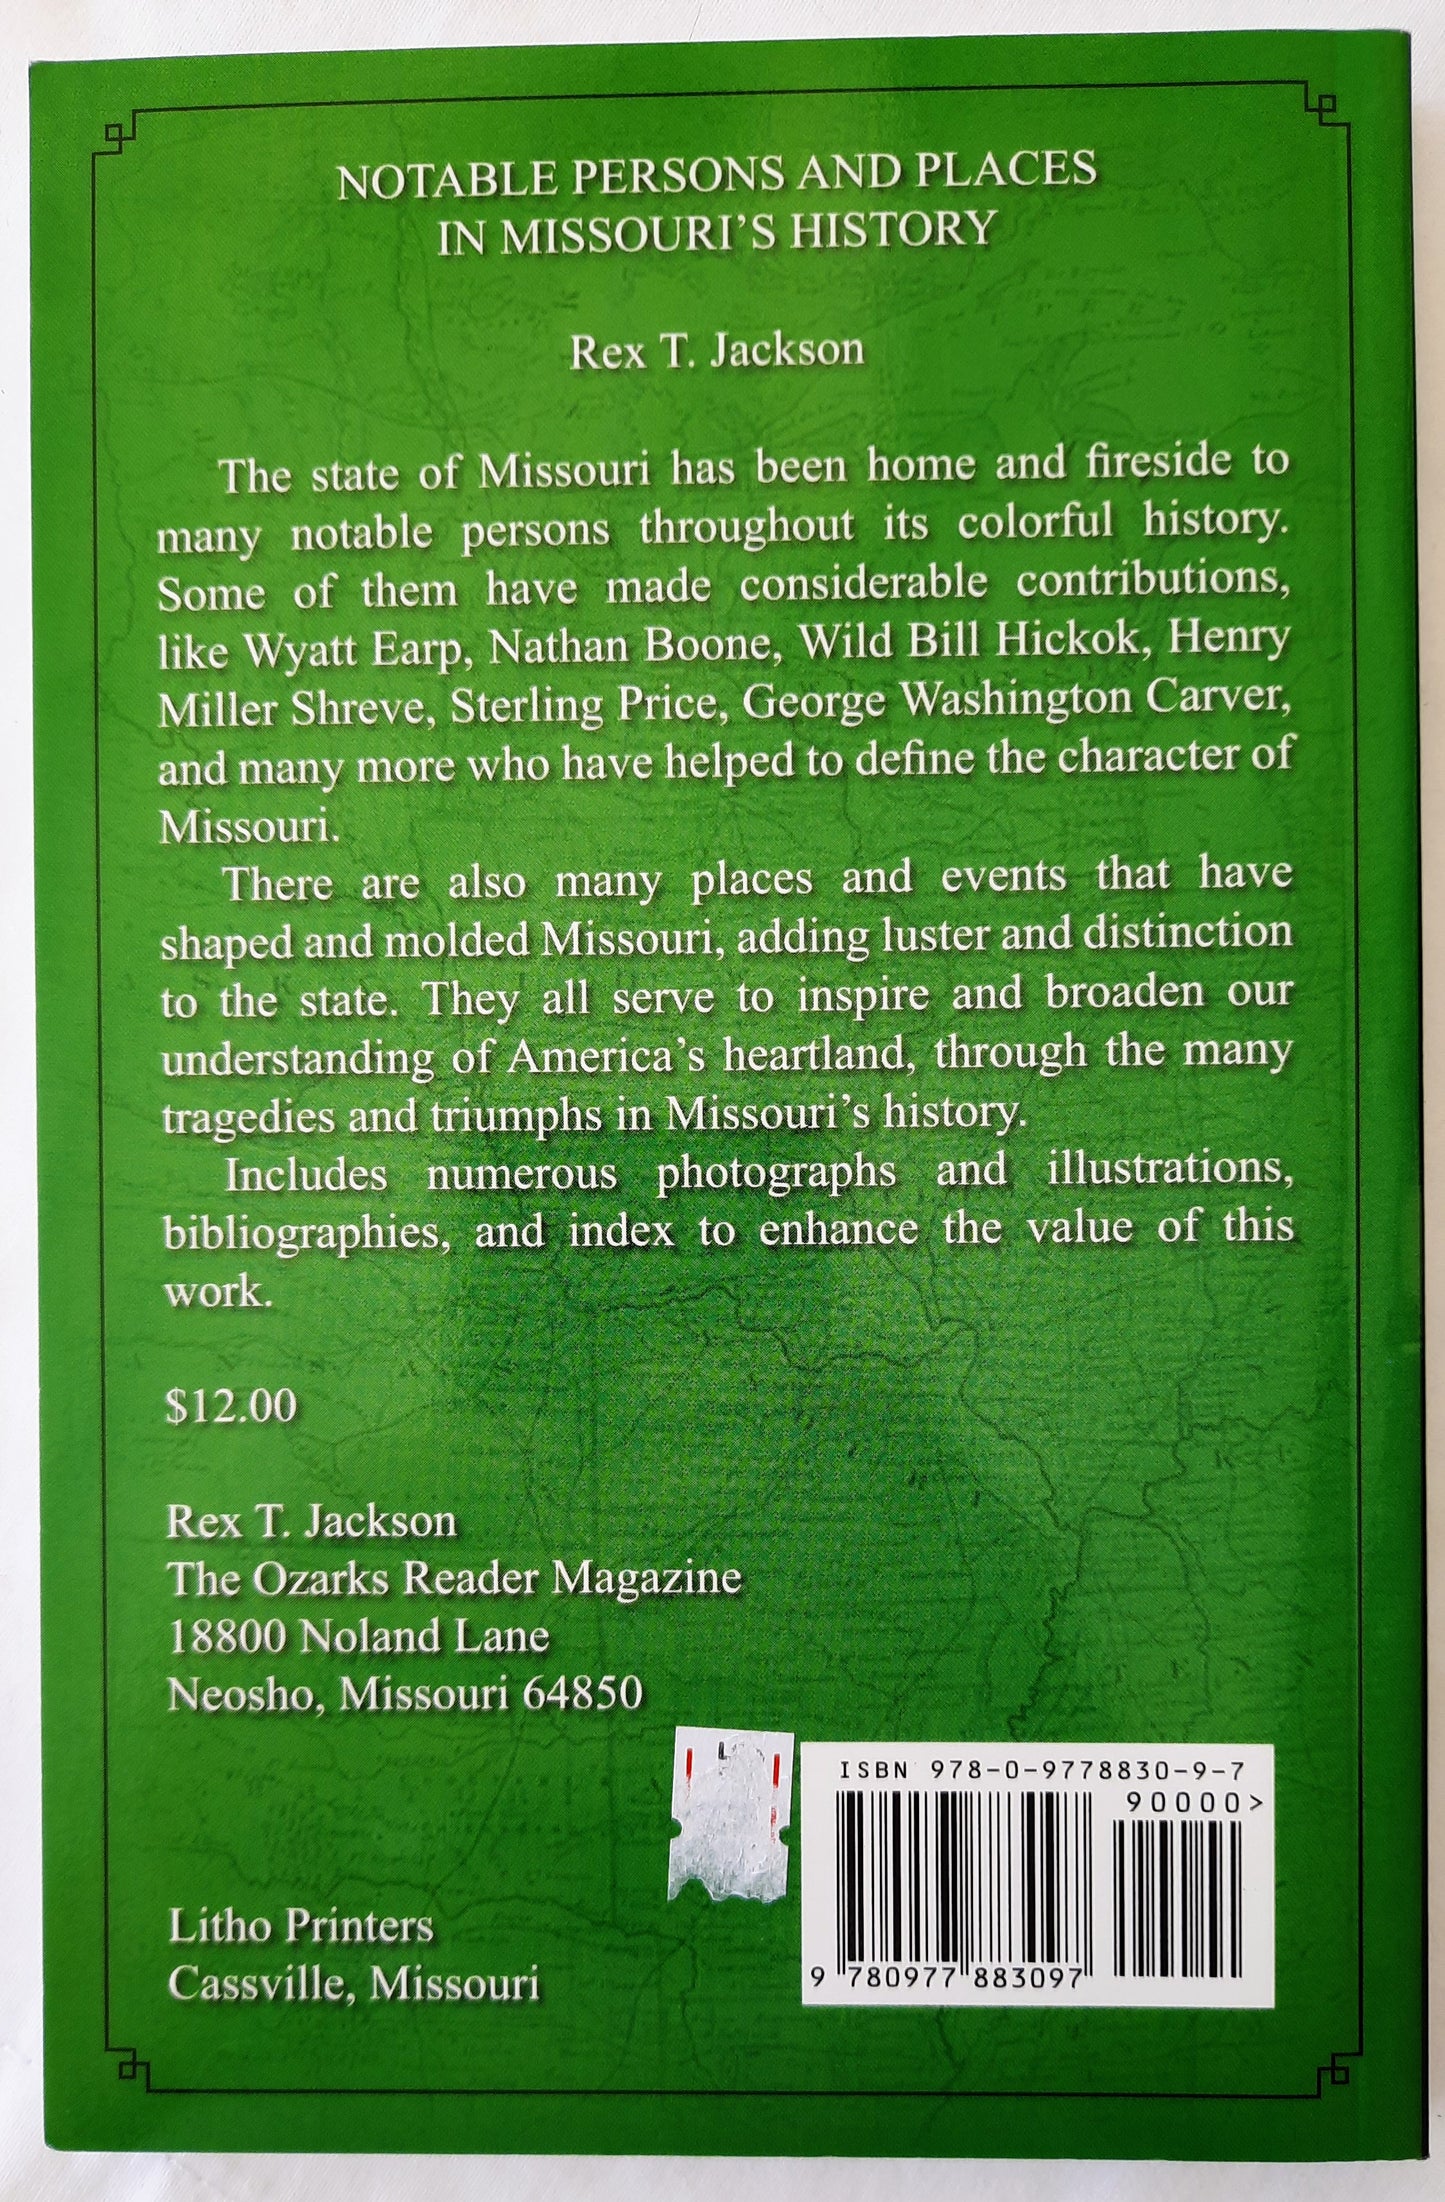 NOTABLE PERSONS AND PLACES
IN MISSOURI'S HISTORY
Rex T. Jackson
The state of Missouri has been home and fireside to
many notable persons throughout its colorful history.
Some of them have made considerable contributions,
like Wyatt Earp, Nathan Boone, Wild Bill Hickok, Henry
Miller Shreve, Sterling Price, George Washington Carver,
and many more who have helped to define the character of
Missouri.
There are also many places and events that have
shaped and molded Missouri, adding luster and distinction
to the state. They all serve to inspire and broaden our
understanding of America's heartland, through the many
tragedies and triumphs in Missouri's history.
Includes numerous photographs and illustrations,
bibliographies, and index to enhance the value of this
work.
$12.00
Rex T. Jackson
The Ozarks Reader Magazine
18800 Noland Lane
Neosho, Missouri 64850
ISBN 978-0-9778830-9-7
90000>
9 780977 883097
Litho Printers
Cassville, Missouri